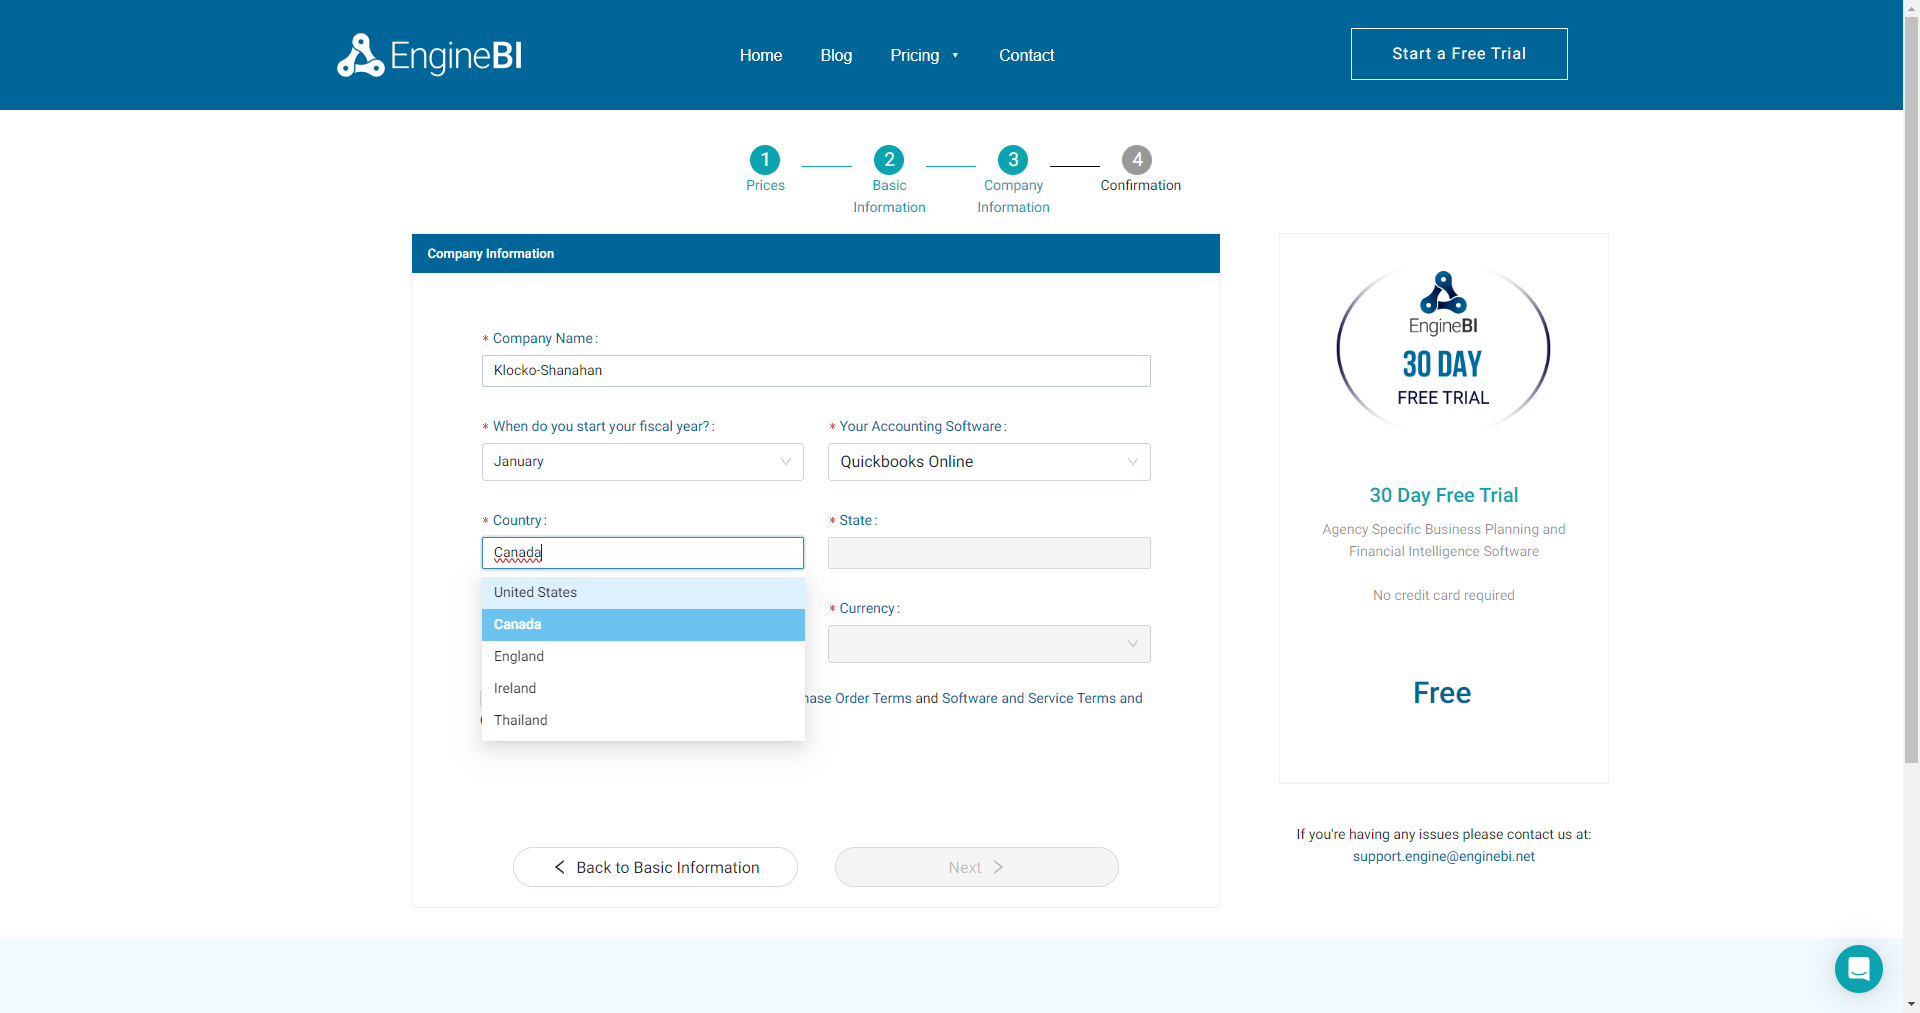 EngineBI
Home Blog Pricing Contact
Start a Free Trial
1 2 3 4
Prices Basic Information Company Information Confirmation
Company Information
* Company Name:
Klocko-Shanahan
* When do you start your fiscal year?: * Your Accounting Software:
January Quickbooks Online
* Country: * State:
Canada
United States
Canada
England
Ireland
Thailand
* Currency:
Order Terms and Software and Service Terms and
Back to Basic Information
Next
EngineBI
30 DAY
FREE TRIAL
30 Day Free Trial
Agency Specific Business Planning and
Financial Intelligence Software
No credit card required
Free
If you're having any issues please contact us at:
support.engine@enginebi.net